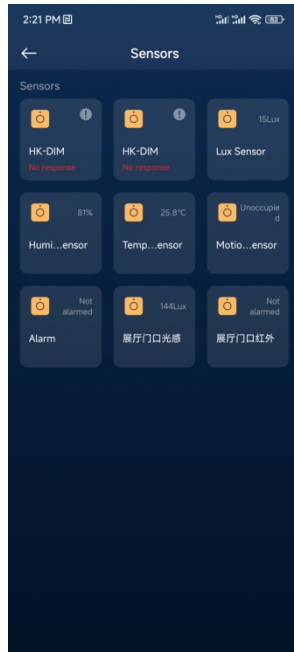 2:21 PM
82
Sensors
Sensors
HK-DIM
No response
HK-DIM
No response
15Lux
Lux Sensor
81%
Humi...ensor
25.8°C
Temp...ensor
Unoccupie
d
Motio...ensor
Not
alarmed
Alarm
144Lux
展厅门口光感
Not
alarmed
展厅门口红外